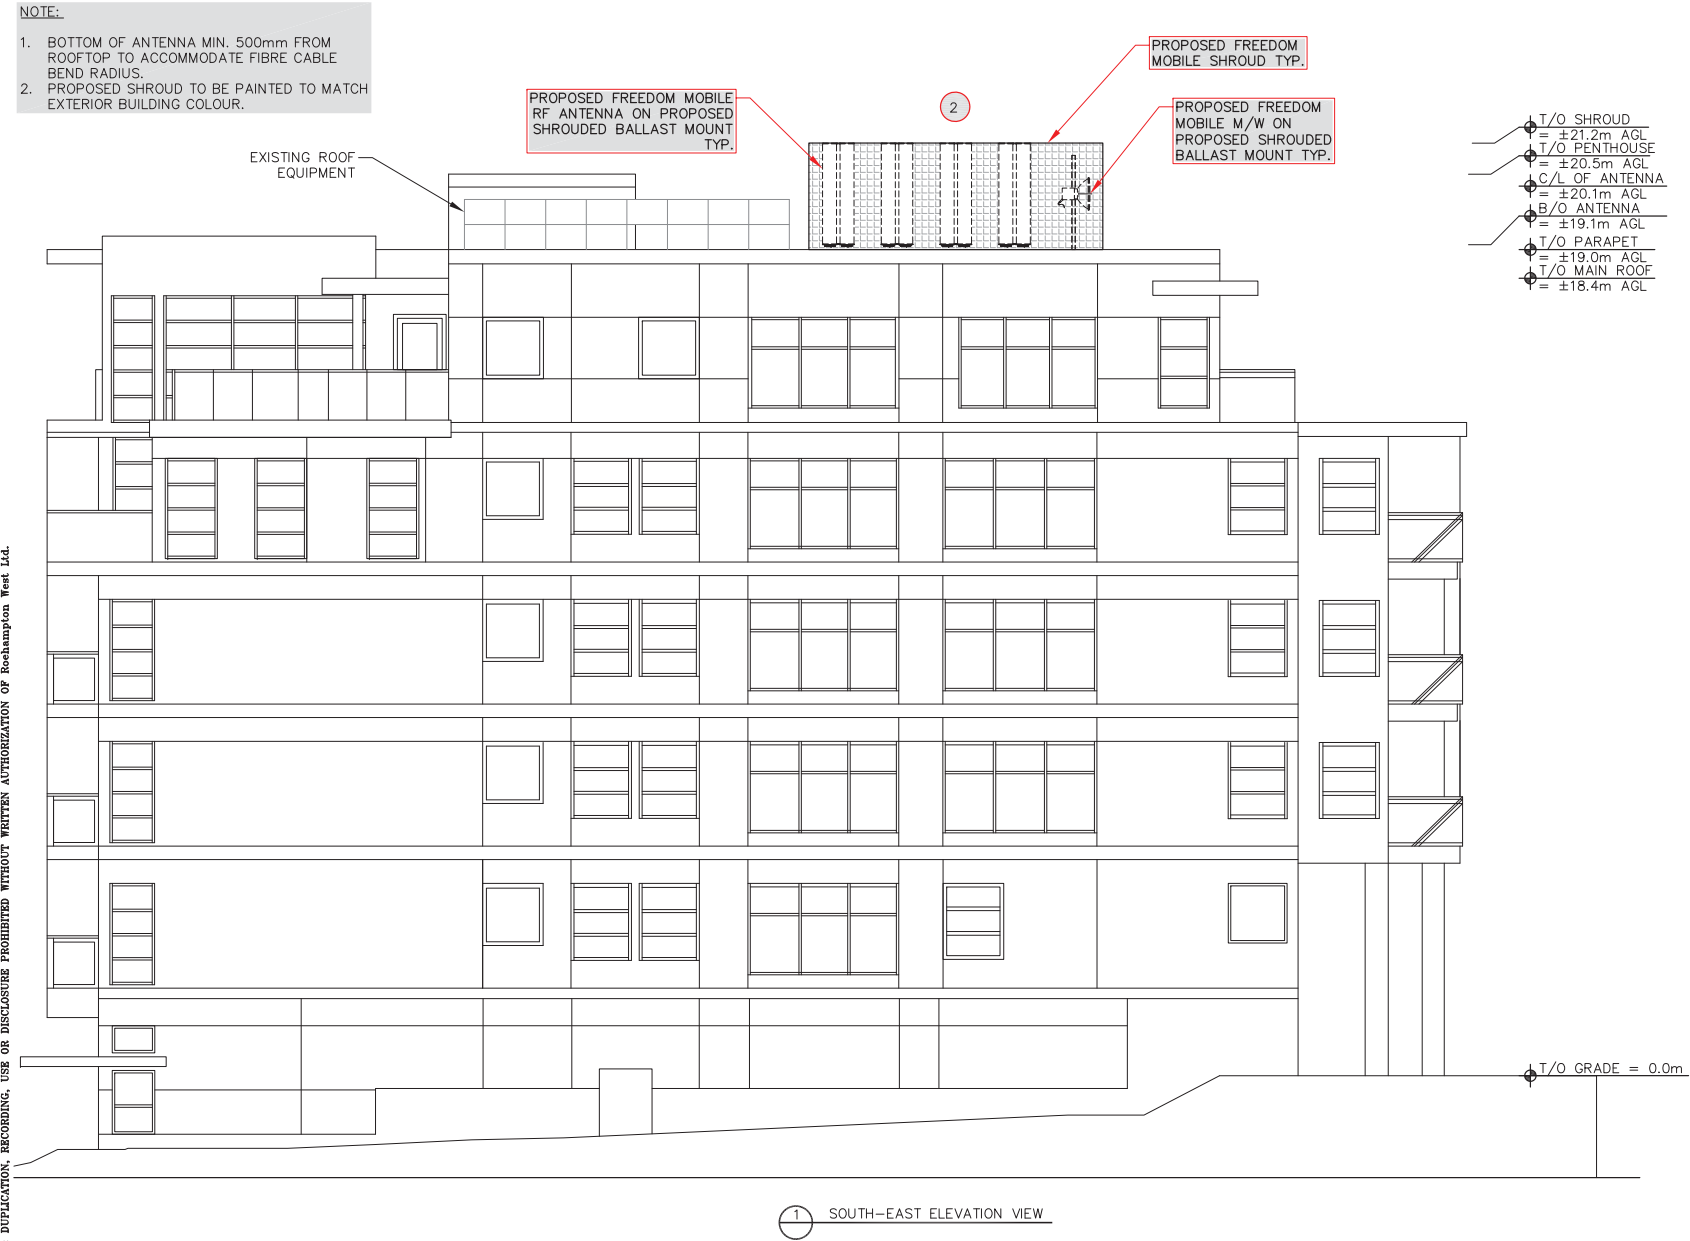 NOTE:
1. BOTTOM OF ANTENNA MIN. 500mm FROM
ROOFTOP TO ACCOMMODATE FIBRE CABLE
BEND RADIUS.
2. PROPOSED SHROUD TO BE PAINTED TO MATCH
EXTERIOR BUILDING COLOUR.
EXISTING ROOF
EQUIPMENT
PROPOSED FREEDOM MOBILE
RF ANTENNA ON PROPOSED
SHROUDED BALLAST MOUNT
TYP.
2
PROPOSED FREEDOM
MOBILE SHROUD TYP.
PROPOSED FREEDOM
MOBILE M/W ON
PROPOSED SHROUDED
BALLAST MOUNT TYP.
T/O SHROUD
= ±21.2m AGL
T/O PENTHOUSE
= ±20.5m AGL
C/L OF ANTENNA
= ±20.1m AGL
B/O ANTENNA
= ±19.1m AGL
T/O PARAPET
= ±19.0m AGL
T/O MAIN ROOF
= ±18.4m AGL
T/O GRADE = 0.0m
DUPLICATION, RECORDING, USE OR DISCLOSURE PROHIBITED WITHOUT WRITTEN AUTHORIZATION OF Roehampton West Ltd.
1 SOUTH-EAST ELEVATION VIEW